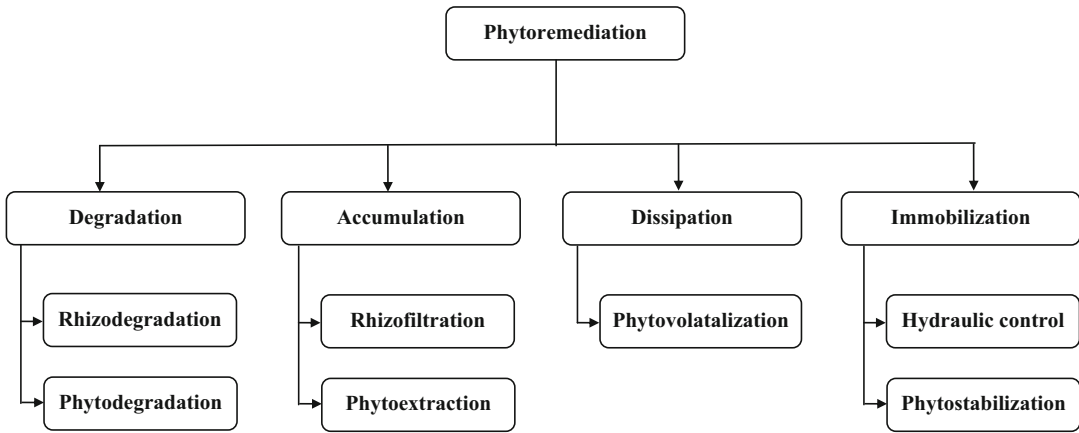 Phytoremediation
Degradation
Accumulation
Dissipation
Immobilization
Rhizodegradation
Rhizofiltration
Phytovolatalization
Hydraulic control
Phytodegradation
Phytoextraction
Phytostabilization